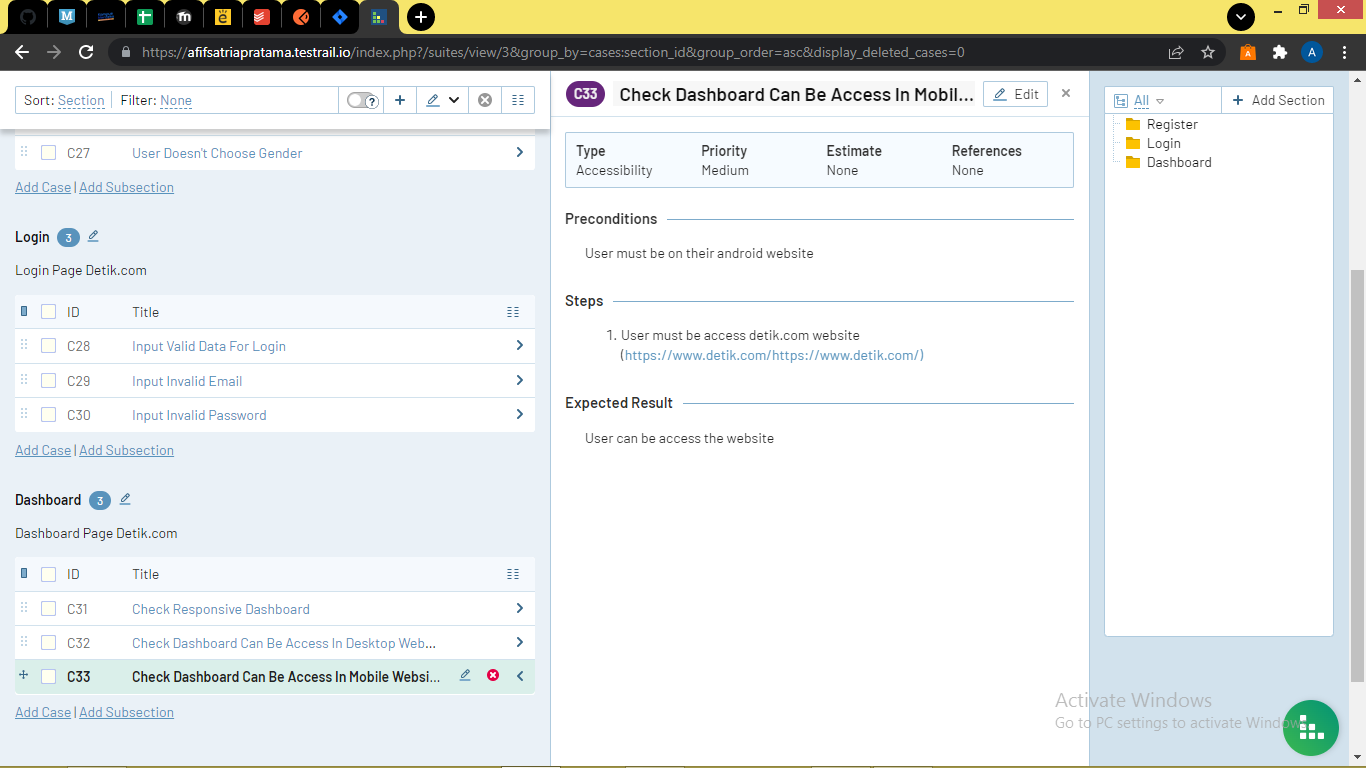 https://afifsatriapratama.testrail.io/index.php?/suites/view/3&group_by=cases:section_id&group_order=asc&display_deleted_cases=0
A
Sort: Section Filter: None
?
C27 User Doesn't Choose Gender
Add Case | Add Subsection
Login 3
Login Page Detik.com
ID Title
C28 Input Valid Data For Login
C29 Input Invalid Email
C30 Input Invalid Password
Add Case | Add Subsection
Dashboard 3
Dashboard Page Detik.com
ID Title
C31 Check Responsive Dashboard
C32 Check Dashboard Can Be Access In Desktop Web...
C33 Check Dashboard Can Be Access In Mobile Websi...
Add Case | Add Subsection
C33 Check Dashboard Can Be Access In Mobil... Edit
Type Priority Estimate References
Accessibility Medium None None
Preconditions
User must be on their android website
Steps
1. User must be access detik.com website
(https://www.detik.com/https://www.detik.com/)
Expected Result
User can be access the website
All + Add Section
Register
Login
Dashboard
Activate Windows
Go to PC settings to activate Windows.